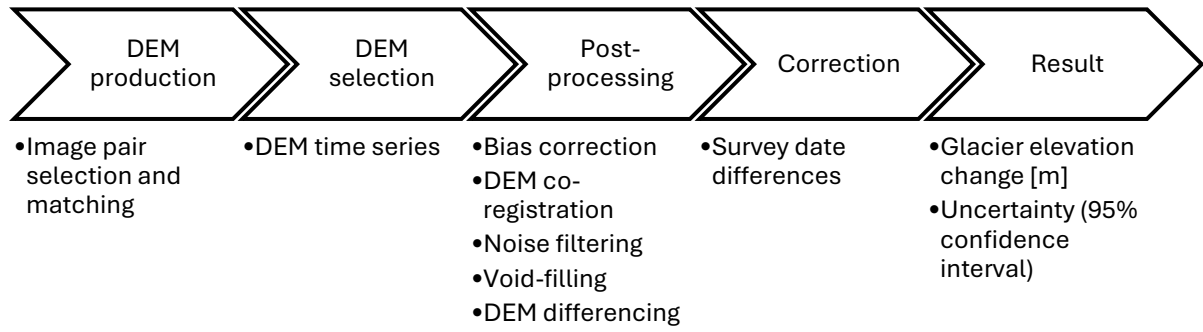 DEM
production
DEM
selection
Post-
processing
Correction
Result
•Image pair
selection and
matching
•DEM time series
•Bias correction
•DEM co-
registration
•Noise filtering
•Void-filling
•DEM differencing
•Survey date
differences
•Glacier elevation
change [m]
•Uncertainty (95%
confidence
interval)